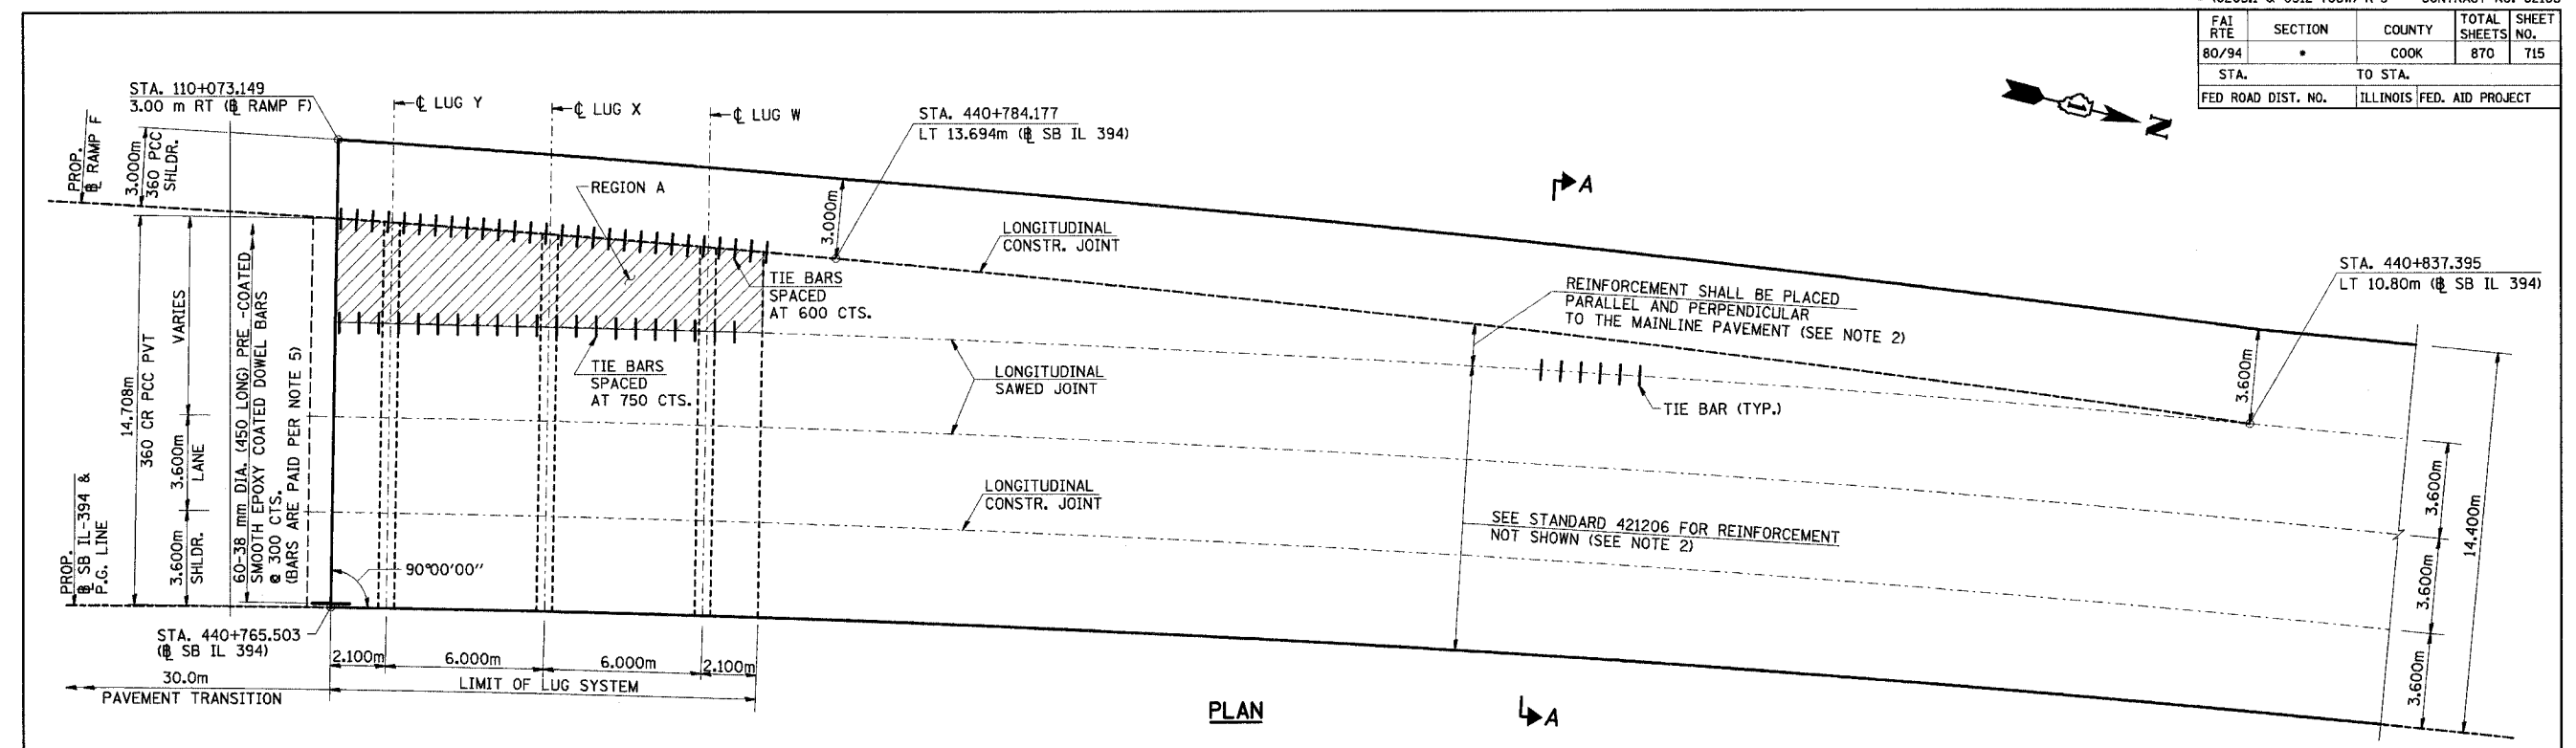 FAI RTE
SECTION
COUNTY
TOTAL SHEETS
SHEET NO.
80/94
*
COOK
870
715
STA.
TO STA.
FED ROAD DIST. NO.
ILLINOIS
FED. AID PROJECT
N
STA. 110+073.149
3.00 m RT (℄ RAMP F)
PROP.
℄ RAMP F
3.000m
360 PCC
SHLDR.
℄ LUG Y
℄ LUG X
℄ LUG W
STA. 440+784.177
LT 13.694m (℄ SB IL 394)
REGION A
3.000m
LONGITUDINAL
CONSTR. JOINT
A
TIE BARS
SPACED
AT 600 CTS.
REINFORCEMENT SHALL BE PLACED
PARALLEL AND PERPENDICULAR
TO THE MAINLINE PAVEMENT (SEE NOTE 2)
STA. 440+837.395
LT 10.80m (℄ SB IL 394)
14.708m
360 CR PCC PVT
VARIES
3.600m
LANE
3.600m
SHLDR.
60-38 mm DIA. (450 LONG) PRE -COATED
SMOOTH EPOXY COATED DOWEL BARS
@ 300 CTS.
(BARS ARE PAID PER NOTE 5)
TIE BARS
SPACED
AT 750 CTS.
LONGITUDINAL
SAWED JOINT
TIE BAR (TYP.)
3.600m
LONGITUDINAL
CONSTR. JOINT
SEE STANDARD 421206 FOR REINFORCEMENT
NOT SHOWN (SEE NOTE 2)
3.600m
3.600m
3.600m
14.400m
PROP.
℄ SB IL-394 &
P.G. LINE
90°00'00''
STA. 440+765.503
(℄ SB IL 394)
2.100m
6.000m
6.000m
2.100m
30.0m
PAVEMENT TRANSITION
LIMIT OF LUG SYSTEM
PLAN
A